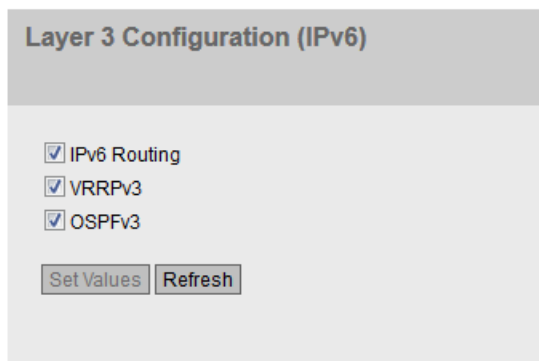 Layer 3 Configuration (IPv6)
IPv6 Routing
VRRPv3
OSPFv3
Set Values Refresh